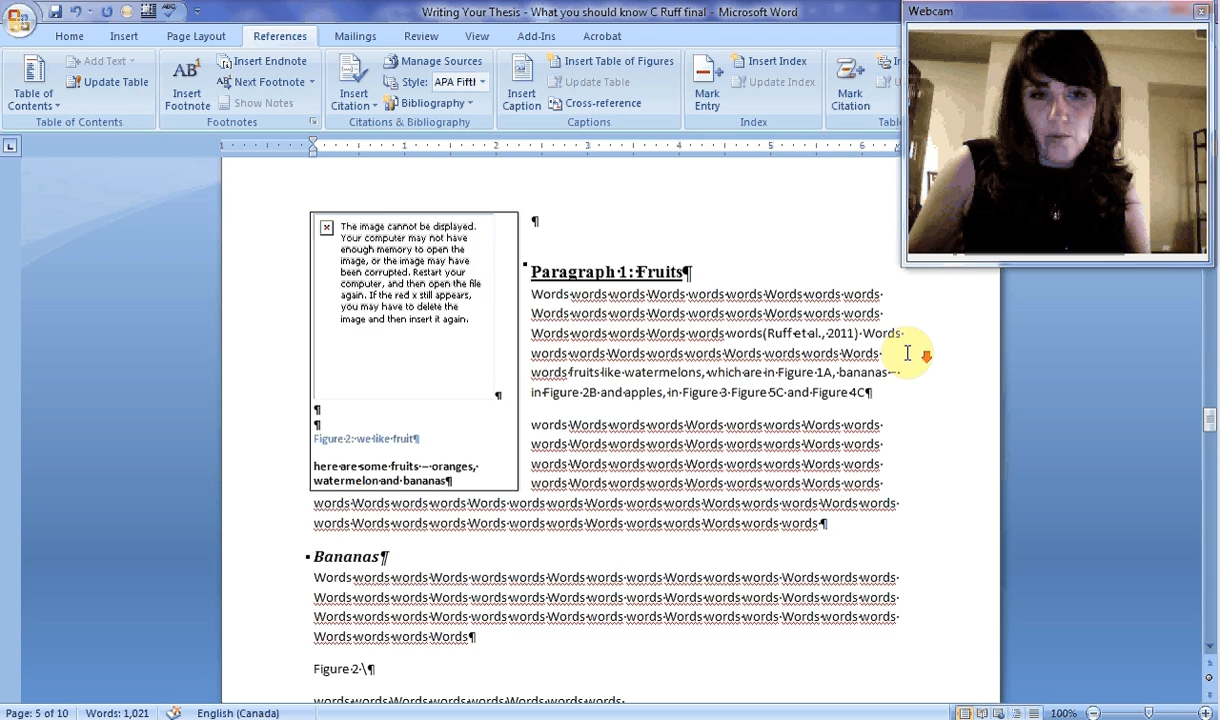 Writing Your Thesis - What you should know C Ruff final - Microsoft Word
Webcam
Home Insert Page Layout References Mailings Review View Add-Ins Acrobat
Table of Contents
Add Text
Update Table
Table of Contents
AB1
Insert Footnote
Insert Endnote
Next Footnote
Show Notes
Footnotes
Insert Citation
Manage Sources
Style: APA Fifth
Bibliography
Citations & Bibliography
Insert Caption
Insert Table of Figures
Update Table
Cross-reference
Captions
Mark Entry
Insert Index
Update Index
Index
Mark Citation
1 1 2 3 4 5 6
The image cannot be displayed.
Your computer may not have
enough memory to open the
image, or the image may have
been corrupted. Restart your
computer, and then open the file
again. If the red x still appears,
you may have to delete the
image and then insert it again.
¶
¶
¶
Figure·2:·we·like·fruit¶
here·are·some·fruits·–·oranges,·
watermelon·and·bananas¶
¶
Paragraph·1:·Fruits¶
Words·words·words·Words·words·words·Words·words·words·
Words·words·words·Words·words·words·Words·words·words·
Words·words·words·Words·words·words(Ruff·et·al.,·2011)·Words·
words·words·Words·words·words·Words·words·words·Words·
words·fruits·like·watermelons,·which·are·in·Figure·1A,·bananas·–·
in·Figure·2B·and·apples,·in·Figure·3·Figure·5C·and·Figure·4C¶
words·Words·words·words·Words·words·words·Words·words·
words·Words·words·words·Words·words·words·Words·words·
words·Words·words·words·Words·words·words·Words·words·
words·Words·words·words·Words·words·words·Words·words·
words·Words·words·words·Words·words·words·Words·words·words·Words·words·words·Words·words·
words·Words·words·words·Words·words·words·Words·words·words·Words·words·words·¶
Bananas¶
Words·words·words·Words·words·words·Words·words·words·Words·words·words·Words·words·words·
Words·words·words·Words·words·words·Words·words·words·Words·words·words·Words·words·words·
Words·words·words·Words·words·words·Words·words·words·Words·words·words·Words·words·words·
Words·words·words·Words¶
Figure·2·\¶
words·words·Words·words·words·Words·words·words·
Page: 5 of 10 Words: 1,021 English (Canada) 100%